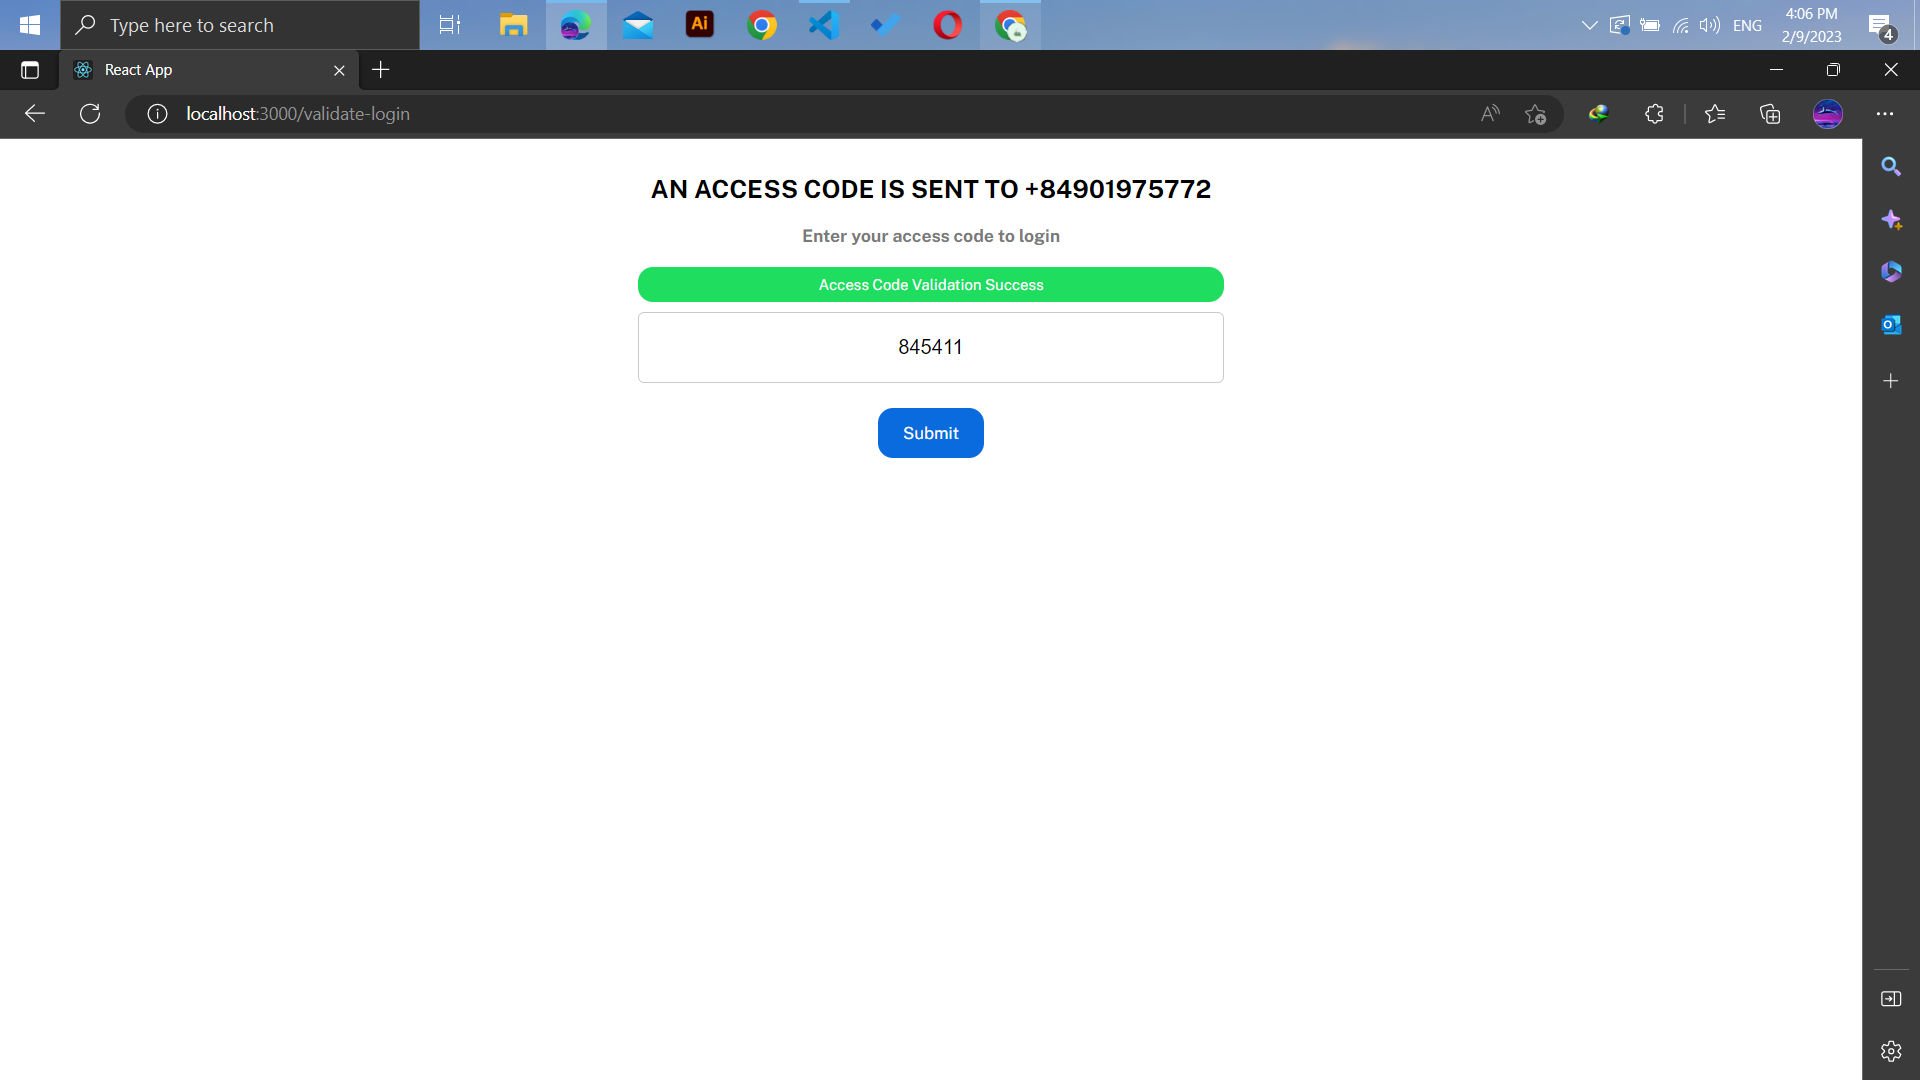 Type here to search
Ai
ENG
4:06 PM
2/9/2023
4
React App
localhost:3000/validate-login
AN ACCESS CODE IS SENT TO +84901975772
Enter your access code to login
Access Code Validation Success
845411
Submit